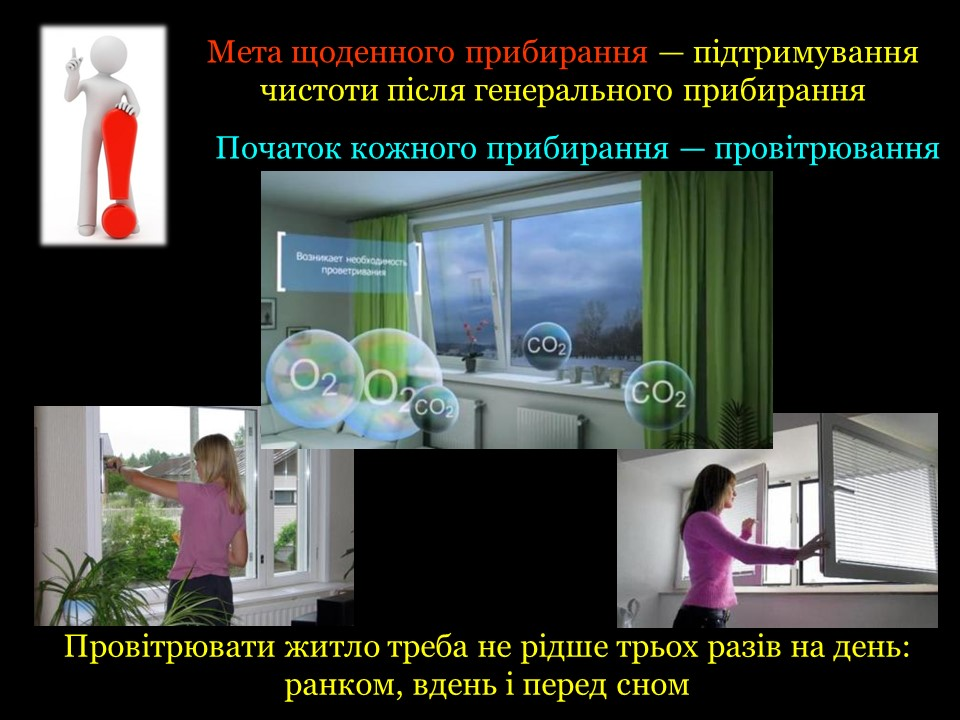 Мета щоденного прибирання — підтримування
чистоти після генерального прибирання
Початок кожного прибирання — провітрювання
Возникает необходимость
проветривания
O₂
O₂
CO₂
CO₂
CO₂
Провітрювати житло треба не рідше трьох разів на день:
ранком, вдень і перед сном